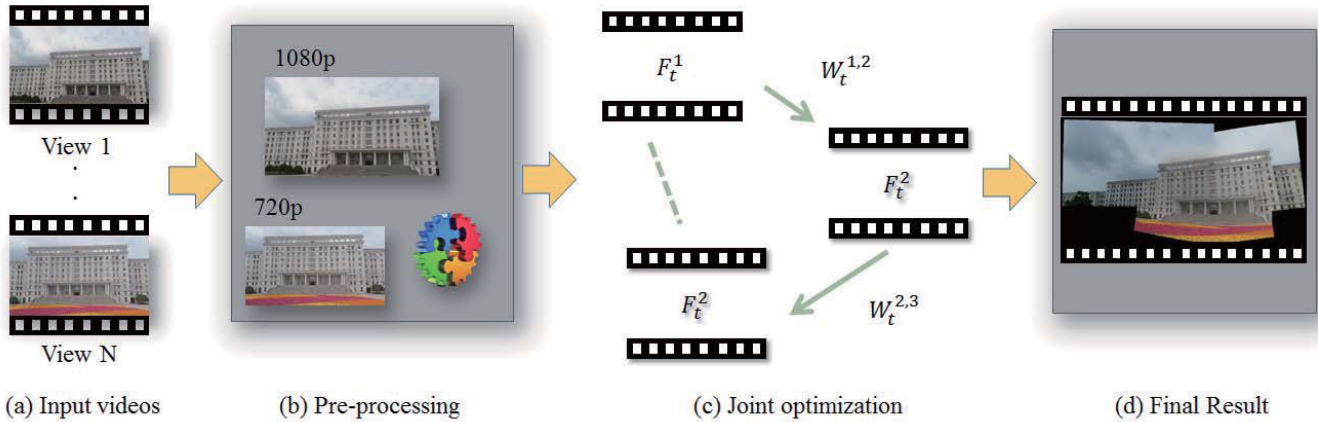 View 1
.
.
View N
1080p
720p
$F_t^1$
$W_t^{1,2}$
$F_t^2$
$F_t^2$
$W_t^{2,3}$
(a) Input videos
(b) Pre-processing
(c) Joint optimization
(d) Final Result